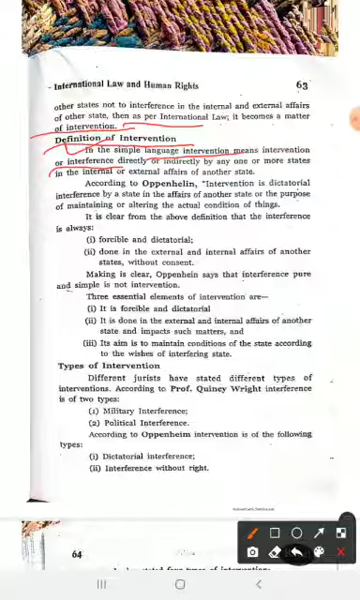 International Law and Human Rights 63
other states not to interference in the internal and external affairs
of other state, then as per International Law; it becomes a matter
of intervention.
Definition of Intervention
In the simple language intervention means intervention
or interference directly or indirectly by any one or more states
in the internal or external affairs of another state.
According to Oppenhelin, "Intervention is dictatorial
interference by a state in the affairs of another state or the purpose
of maintaining or altering the actual condition of things.
It is clear from the above definition that the interference
is always:
(i) forcible and dictatorial;
(ii) done in the external and internal affairs of another
states, without consent.
Making is clear, Oppenhein says that interference pure
and simple is not intervention.
Three essential elements of intervention are—
(i) It is forcible and dictatorial
(ii) It is done in the external and internal affairs of another
state and impacts such matters, and
(iii) Its aim is to maintain conditions of the state according
to the wishes of interfering state.
Types of Intervention
Different jurists have stated different types of
interventions. According to Prof. Quincy Wright interference
is of two types:
(1) Military Interference;
(2) Political Interference.
According to Oppenheim intervention is of the following
types:
(i) Dictatorial interference;
(ii) Interference without right.
64